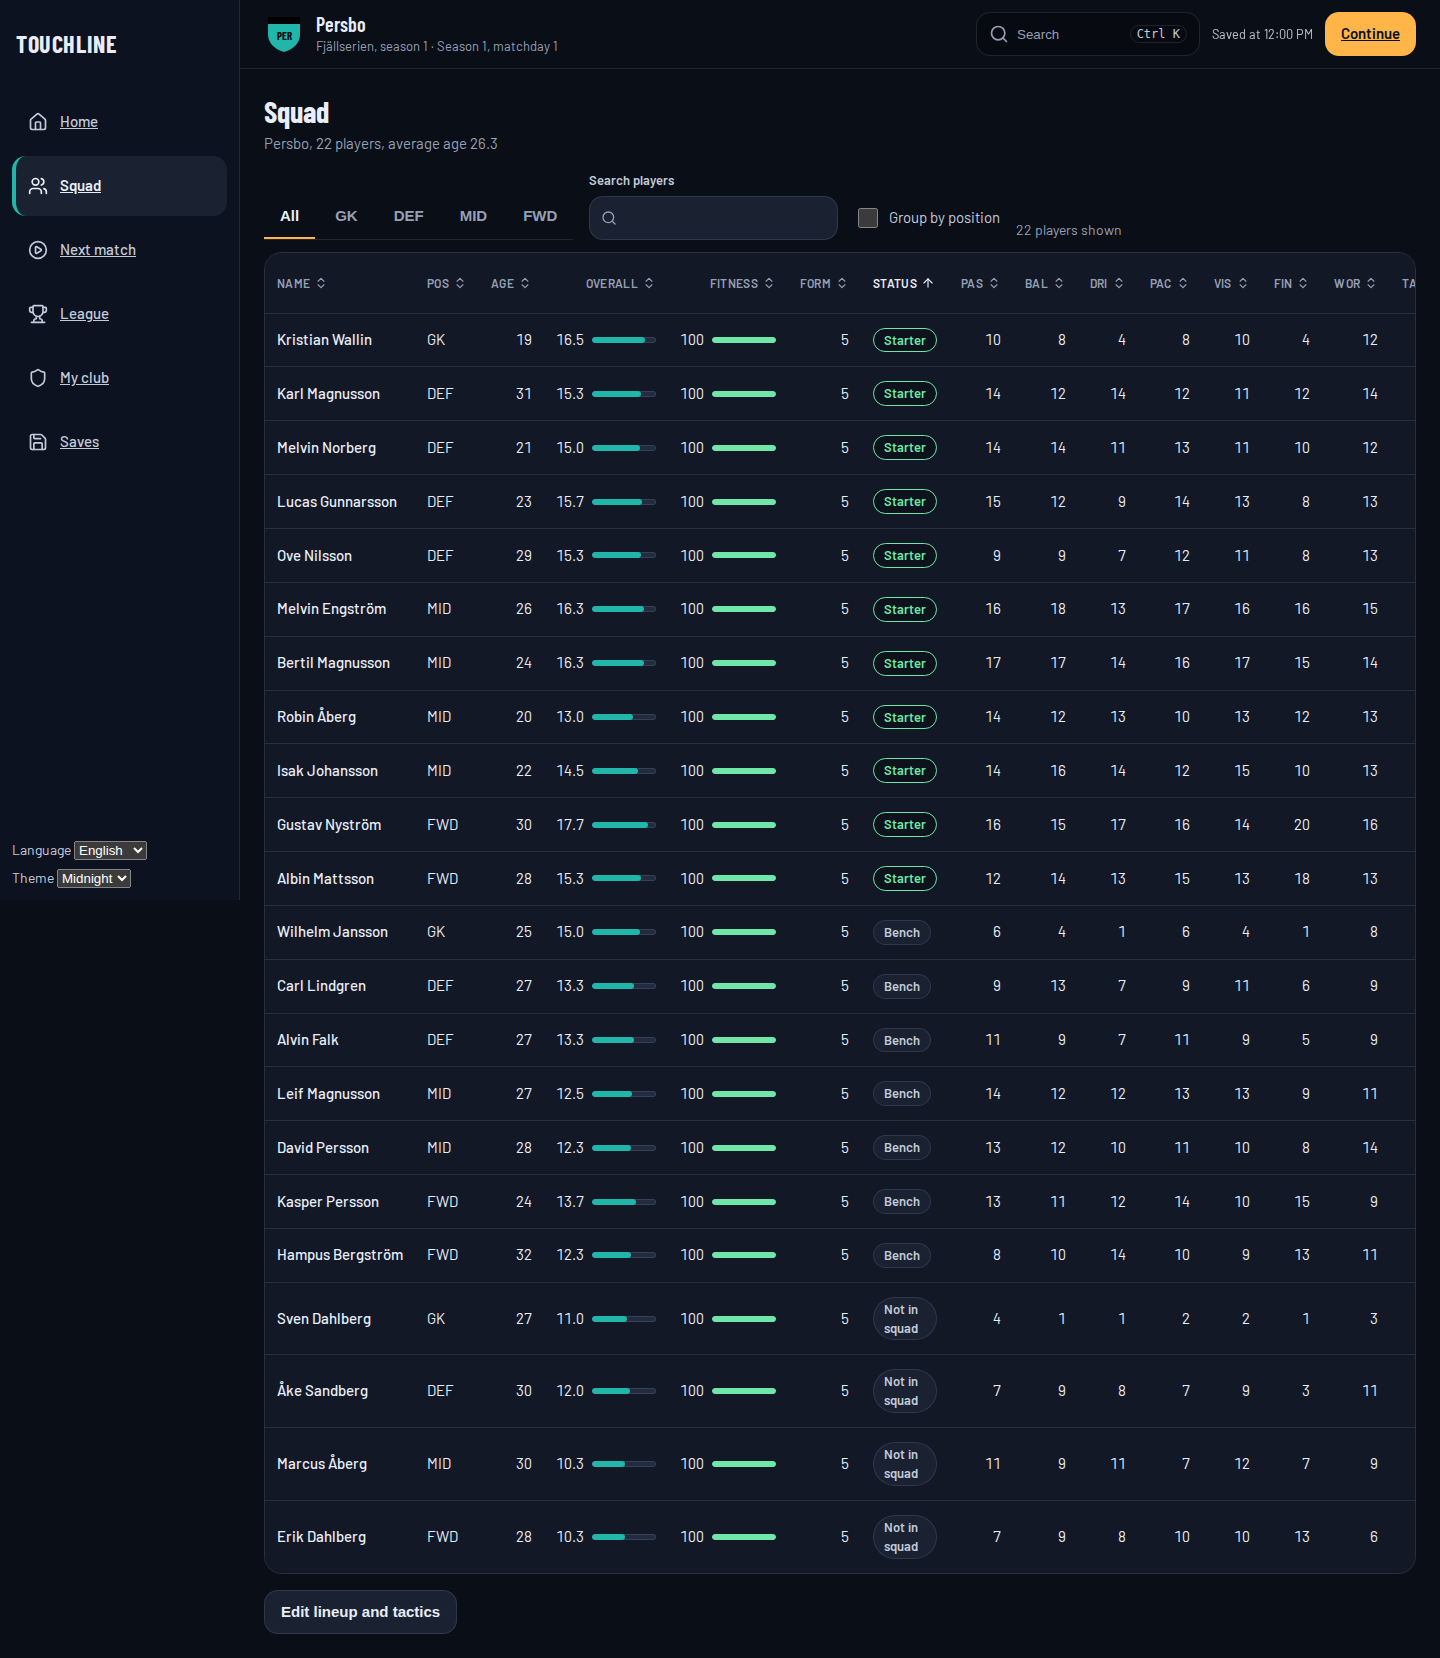 TOUCHLINE
Home
Squad
Next match
League
My club
Saves
Language English
Theme Midnight
PER
Persbo
Fjällserien, season 1 · Season 1, matchday 1
Search Ctrl K
Saved at 12:00 PM
Continue
Squad
Persbo, 22 players, average age 26.3
Search players
All GK DEF MID FWD
Group by position
22 players shown
NAME POS AGE OVERALL FITNESS FORM STATUS PAS BAL DRI PAC VIS FIN WOR TA
Kristian Wallin GK 19 16.5 100 5 Starter 10 8 4 8 10 4 12
Karl Magnusson DEF 31 15.3 100 5 Starter 14 12 14 12 11 12 14
Melvin Norberg DEF 21 15.0 100 5 Starter 14 14 11 13 11 10 12
Lucas Gunnarsson DEF 23 15.7 100 5 Starter 15 12 9 14 13 8 13
Ove Nilsson DEF 29 15.3 100 5 Starter 9 9 7 12 11 8 13
Melvin Engström MID 26 16.3 100 5 Starter 16 18 13 17 16 16 15
Bertil Magnusson MID 24 16.3 100 5 Starter 17 17 14 16 17 15 14
Robin Åberg MID 20 13.0 100 5 Starter 14 12 13 10 13 12 13
Isak Johansson MID 22 14.5 100 5 Starter 14 16 14 12 15 10 13
Gustav Nyström FWD 30 17.7 100 5 Starter 16 15 17 16 14 20 16
Albin Mattsson FWD 28 15.3 100 5 Starter 12 14 13 15 13 18 13
Wilhelm Jansson GK 25 15.0 100 5 Bench 6 4 1 6 4 1 8
Carl Lindgren DEF 27 13.3 100 5 Bench 9 13 7 9 11 6 9
Alvin Falk DEF 27 13.3 100 5 Bench 11 9 7 11 9 5 9
Leif Magnusson MID 27 12.5 100 5 Bench 14 12 12 13 13 9 11
David Persson MID 28 12.3 100 5 Bench 13 12 10 11 10 8 14
Kasper Persson FWD 24 13.7 100 5 Bench 13 11 12 14 10 15 9
Hampus Bergström FWD 32 12.3 100 5 Bench 8 10 14 10 9 13 11
Sven Dahlberg GK 27 11.0 100 5 Not in squad 4 1 1 2 2 1 3
Åke Sandberg DEF 30 12.0 100 5 Not in squad 7 9 8 7 9 3 11
Marcus Åberg MID 30 10.3 100 5 Not in squad 11 9 11 7 12 7 9
Erik Dahlberg FWD 28 10.3 100 5 Not in squad 7 9 8 10 10 13 6
Edit lineup and tactics